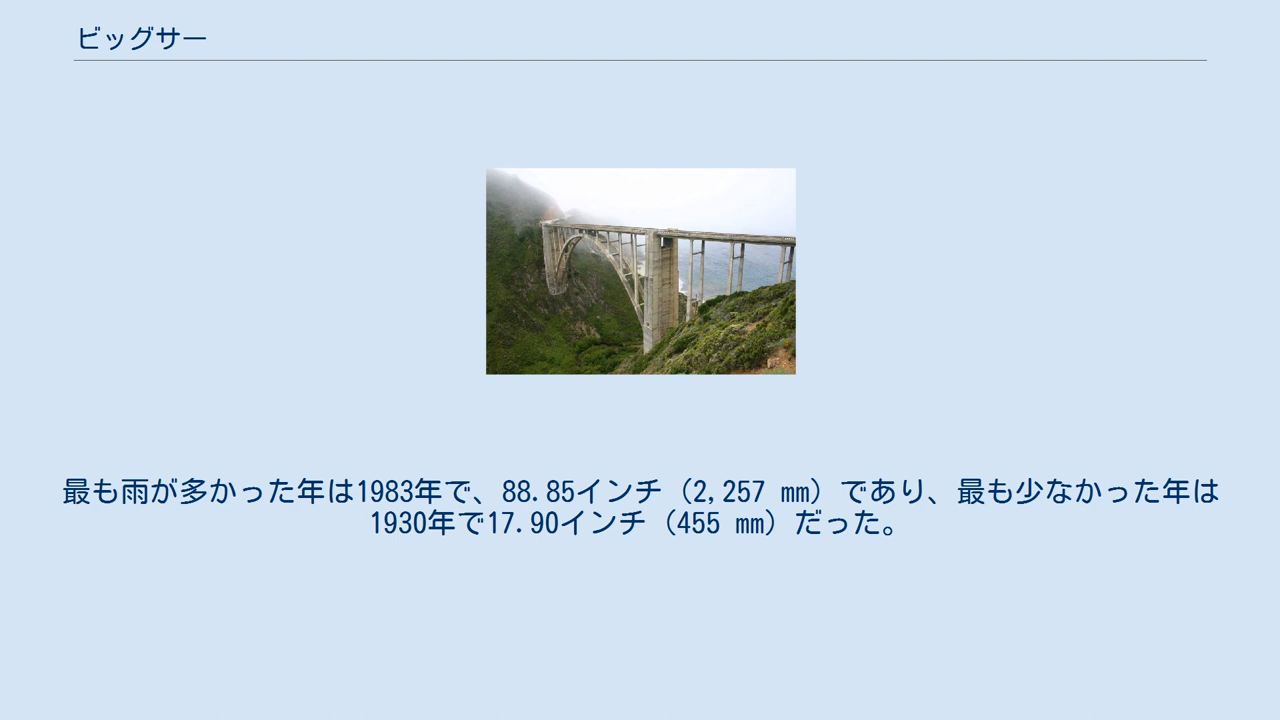 ビッグサー
最も雨が多かった年は1983年で、88.85インチ（2,257 mm）であり、最も少なかった年は
1930年で17.90インチ（455 mm）だった。